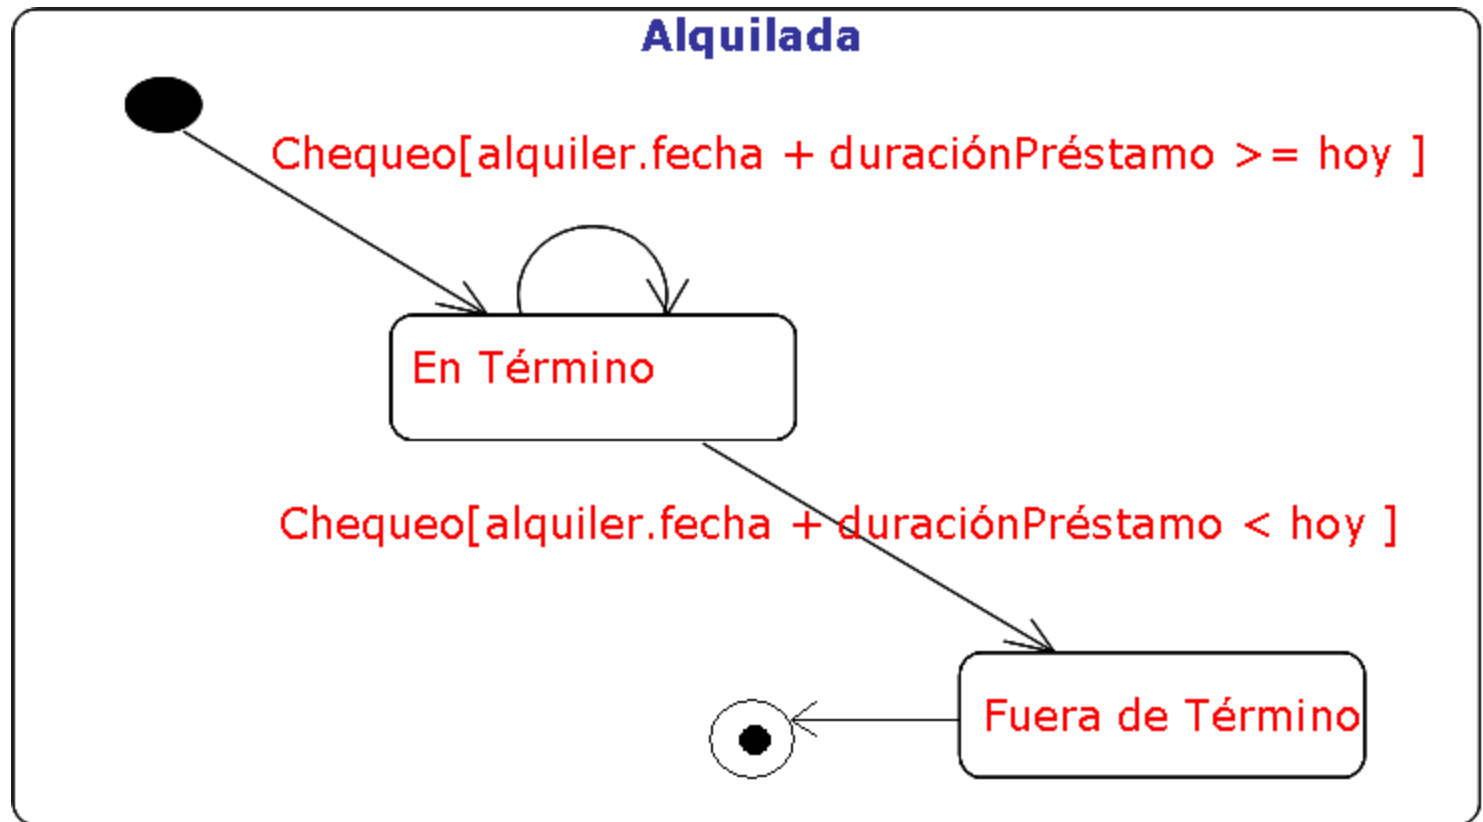 Alquilada
Chequeo[alquiler.fecha + duraciónPréstamo >= hoy ]
En Término
Chequeo[alquiler.fecha + duraciónPréstamo < hoy ]
Fuera de Término